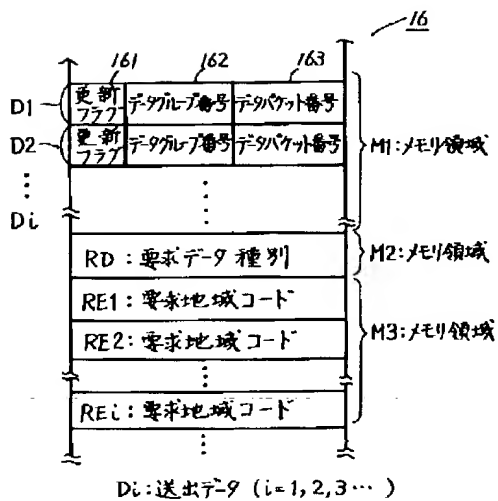 16
161 162 163
D1 更新フラグ データグループ番号 データパケット番号
D2 更新フラグ データグループ番号 データパケット番号
M1:メモリ領域
Di
RD:要求データ種別
M2:メモリ領域
RE1:要求地域コード
RE2:要求地域コード
M3:メモリ領域
REi:要求地域コード
Di:送出データ (i=1,2,3…)